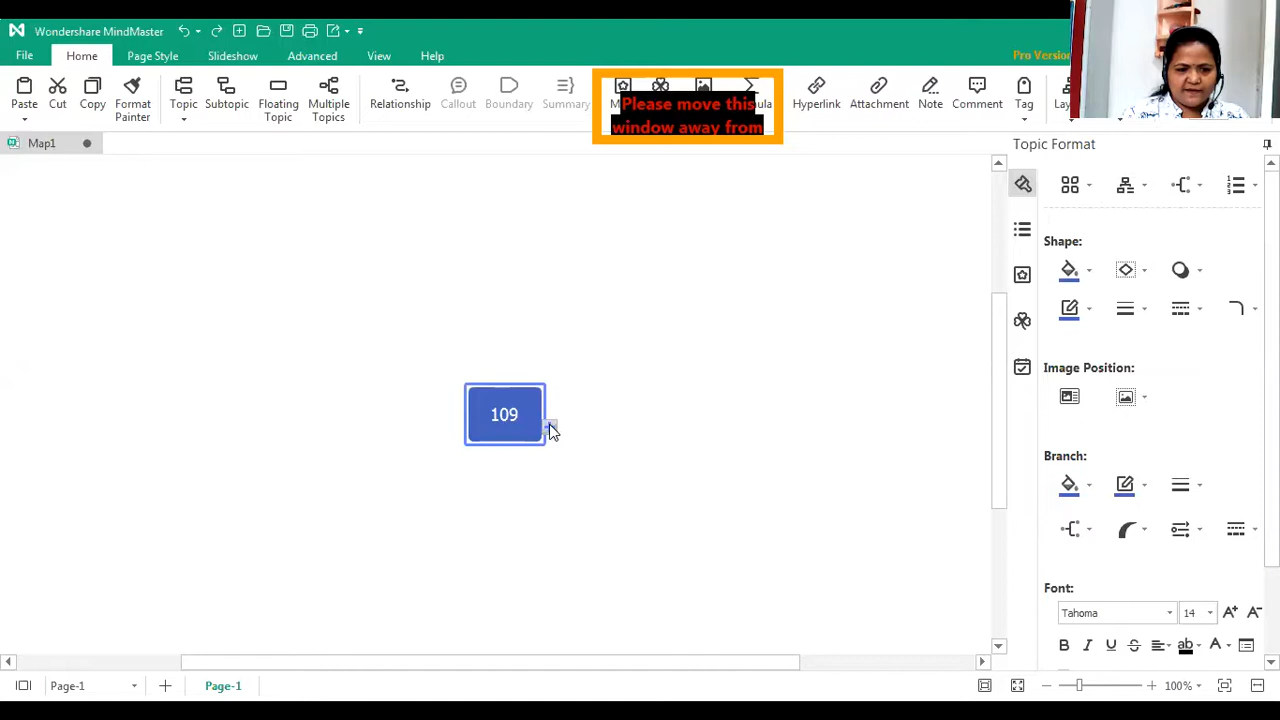 Wondershare MindMaster
File Home Page Style Slideshow Advanced View Help Pro Version
Paste Cut Copy Format Painter Topic Subtopic Floating Topic Multiple Topics Relationship Callout Boundary Summary Hyperlink Attachment Note Comment Tag
Please move this
window away from
Map1
Topic Format
Shape:
109
Image Position:
Branch:
Font:
Tahoma 14
Page-1 Page-1 100%